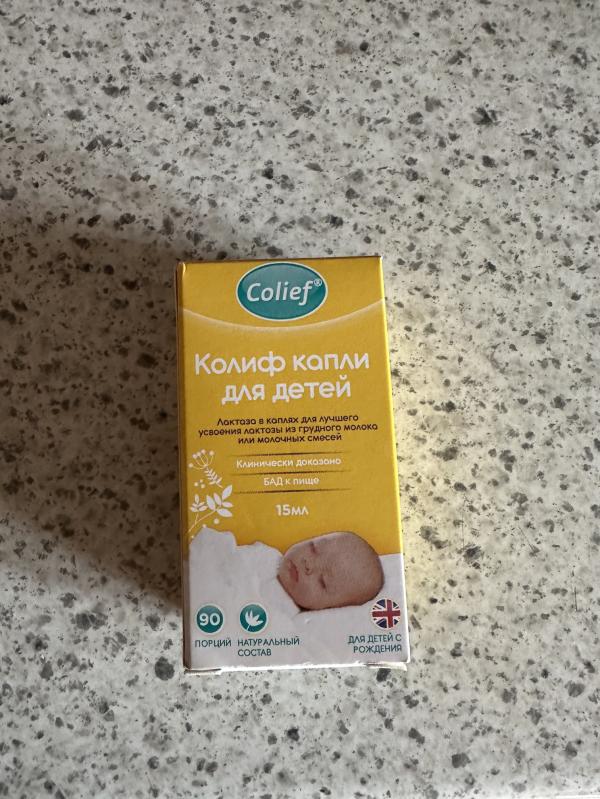 Colief®
Колиф капли
для детей
Лактаза в каплях для лучшего
усвоения лактозы из грудного молока
или молочных смесей
Клинически доказано
БАД к пище
15мл
90
ПОРЦИЙ
НАТУРАЛЬНЫЙ
СОСТАВ
ДЛЯ ДЕТЕЙ С
РОЖДЕНИЯ